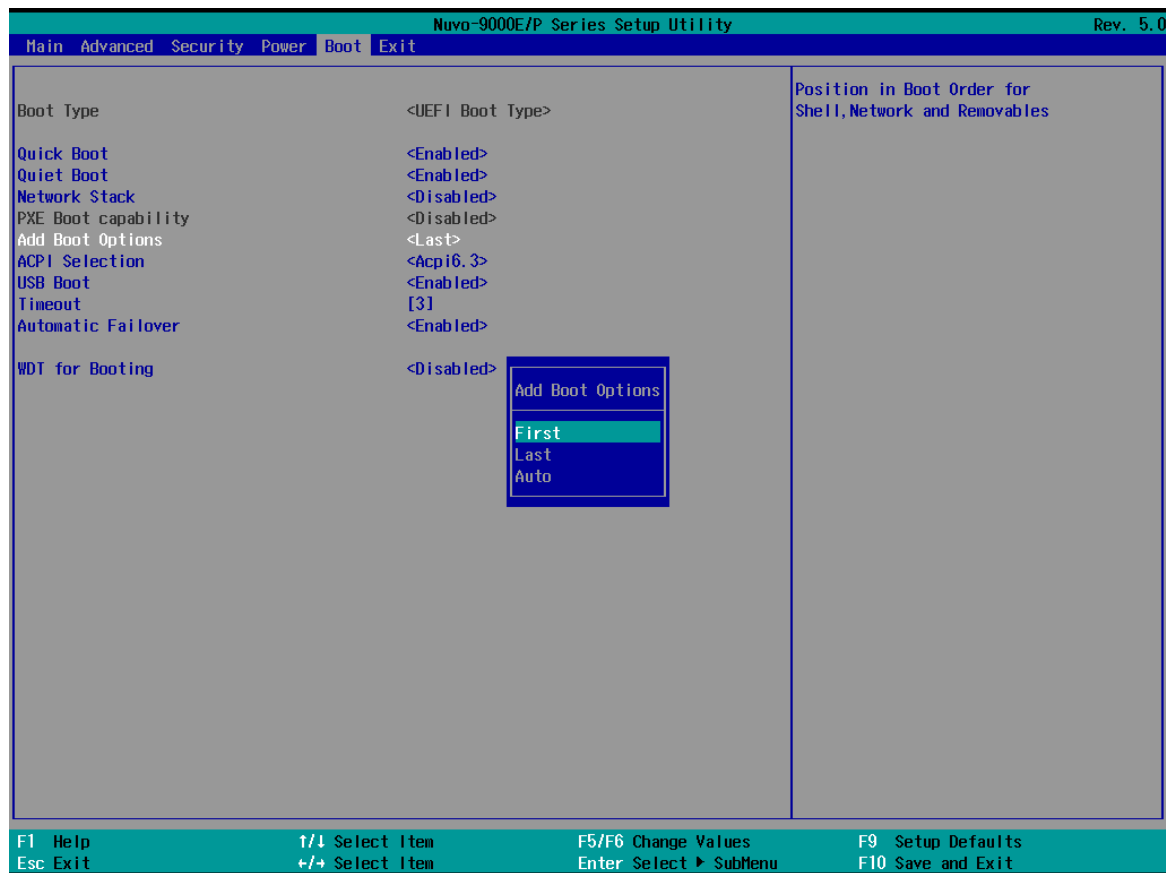 Nuvo-9000E/P Series Setup Utility Rev. 5.0
Main Advanced Security Power Boot Exit
Boot Type <UEFI Boot Type>
Quick Boot <Enabled>
Quiet Boot <Enabled>
Network Stack <Disabled>
PXE Boot capability <Disabled>
Add Boot Options <Last>
ACPI Selection <Acpi6.3>
USB Boot <Enabled>
Timeout [3]
Automatic Failover <Enabled>
WDT for Booting <Disabled>
Add Boot Options
First
Last
Auto
Position in Boot Order for
Shell,Network and Removables
F1 Help ↑/↓ Select Item F5/F6 Change Values F9 Setup Defaults
Esc Exit ←/→ Select Item Enter Select ▶ SubMenu F10 Save and Exit